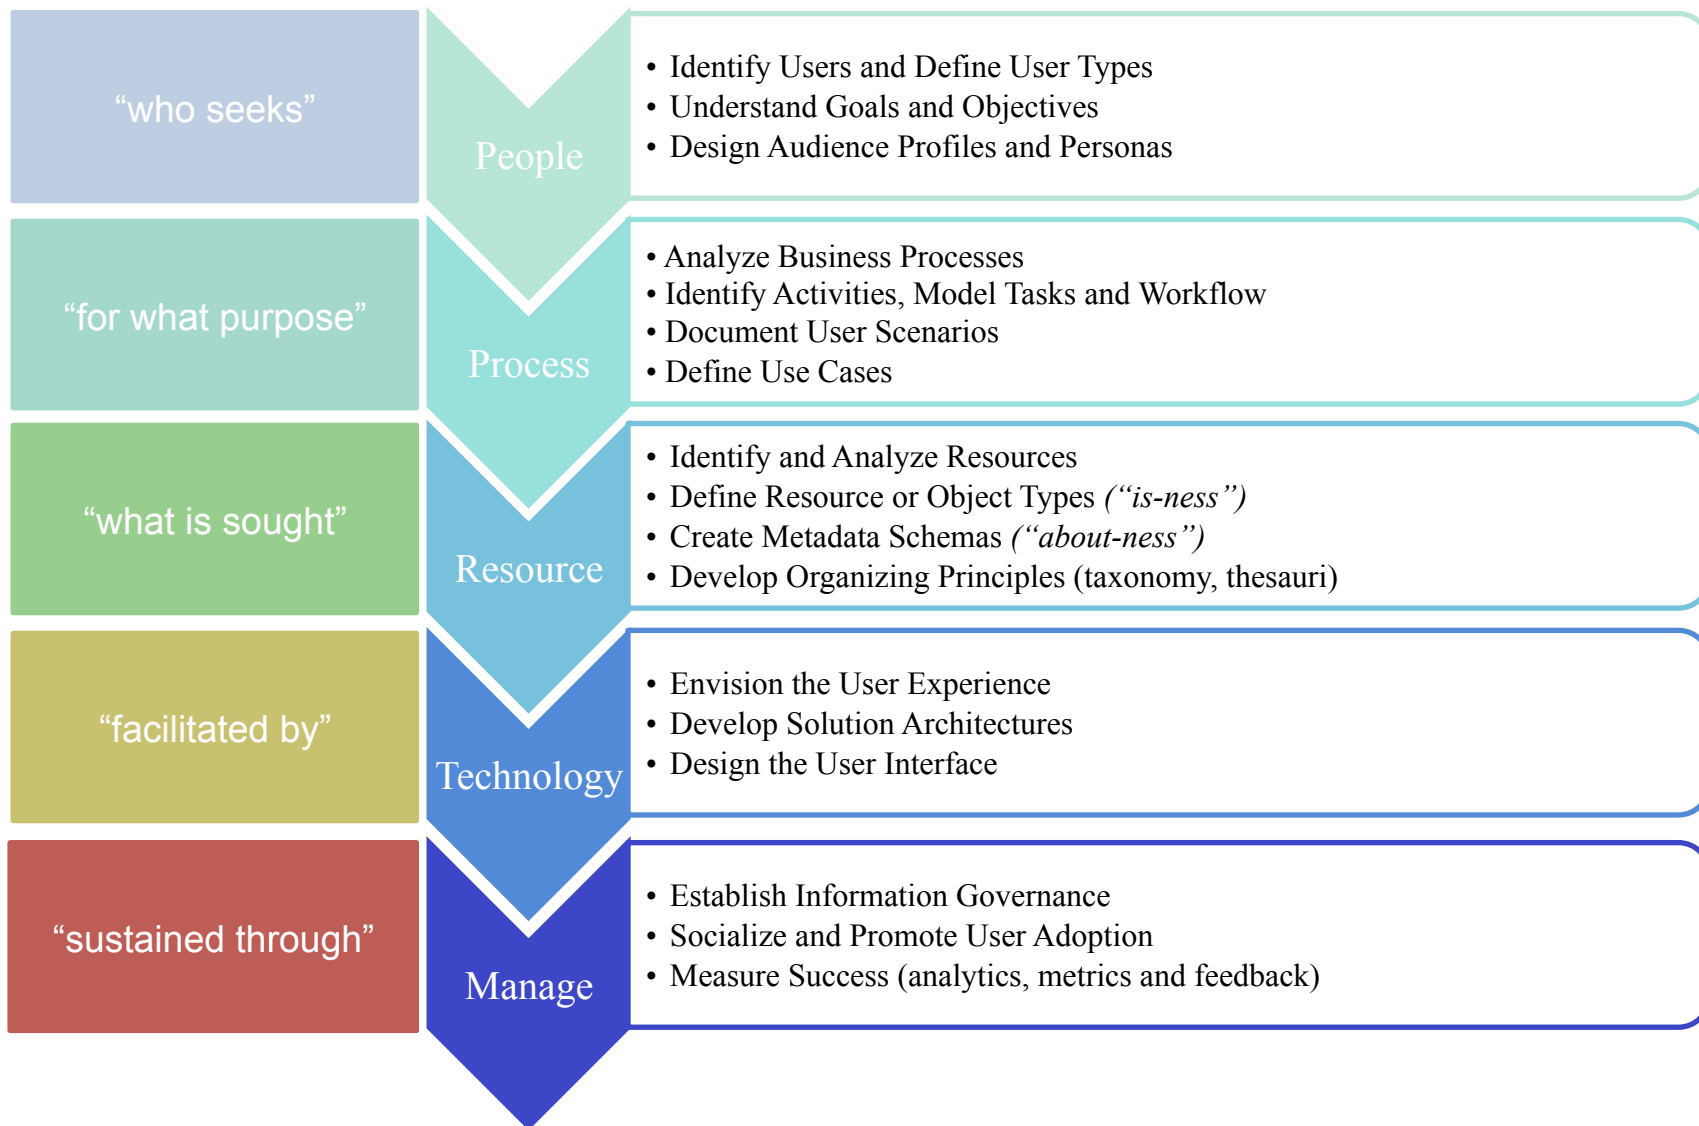 “who seeks”
People
• Identify Users and Define User Types
• Understand Goals and Objectives
• Design Audience Profiles and Personas
“for what purpose”
Process
• Analyze Business Processes
• Identify Activities, Model Tasks and Workflow
• Document User Scenarios
• Define Use Cases
“what is sought”
Resource
• Identify and Analyze Resources
• Define Resource or Object Types (“is-ness”)
• Create Metadata Schemas (“about-ness”)
• Develop Organizing Principles (taxonomy, thesauri)
“facilitated by”
Technology
• Envision the User Experience
• Develop Solution Architectures
• Design the User Interface
“sustained through”
Manage
• Establish Information Governance
• Socialize and Promote User Adoption
• Measure Success (analytics, metrics and feedback)